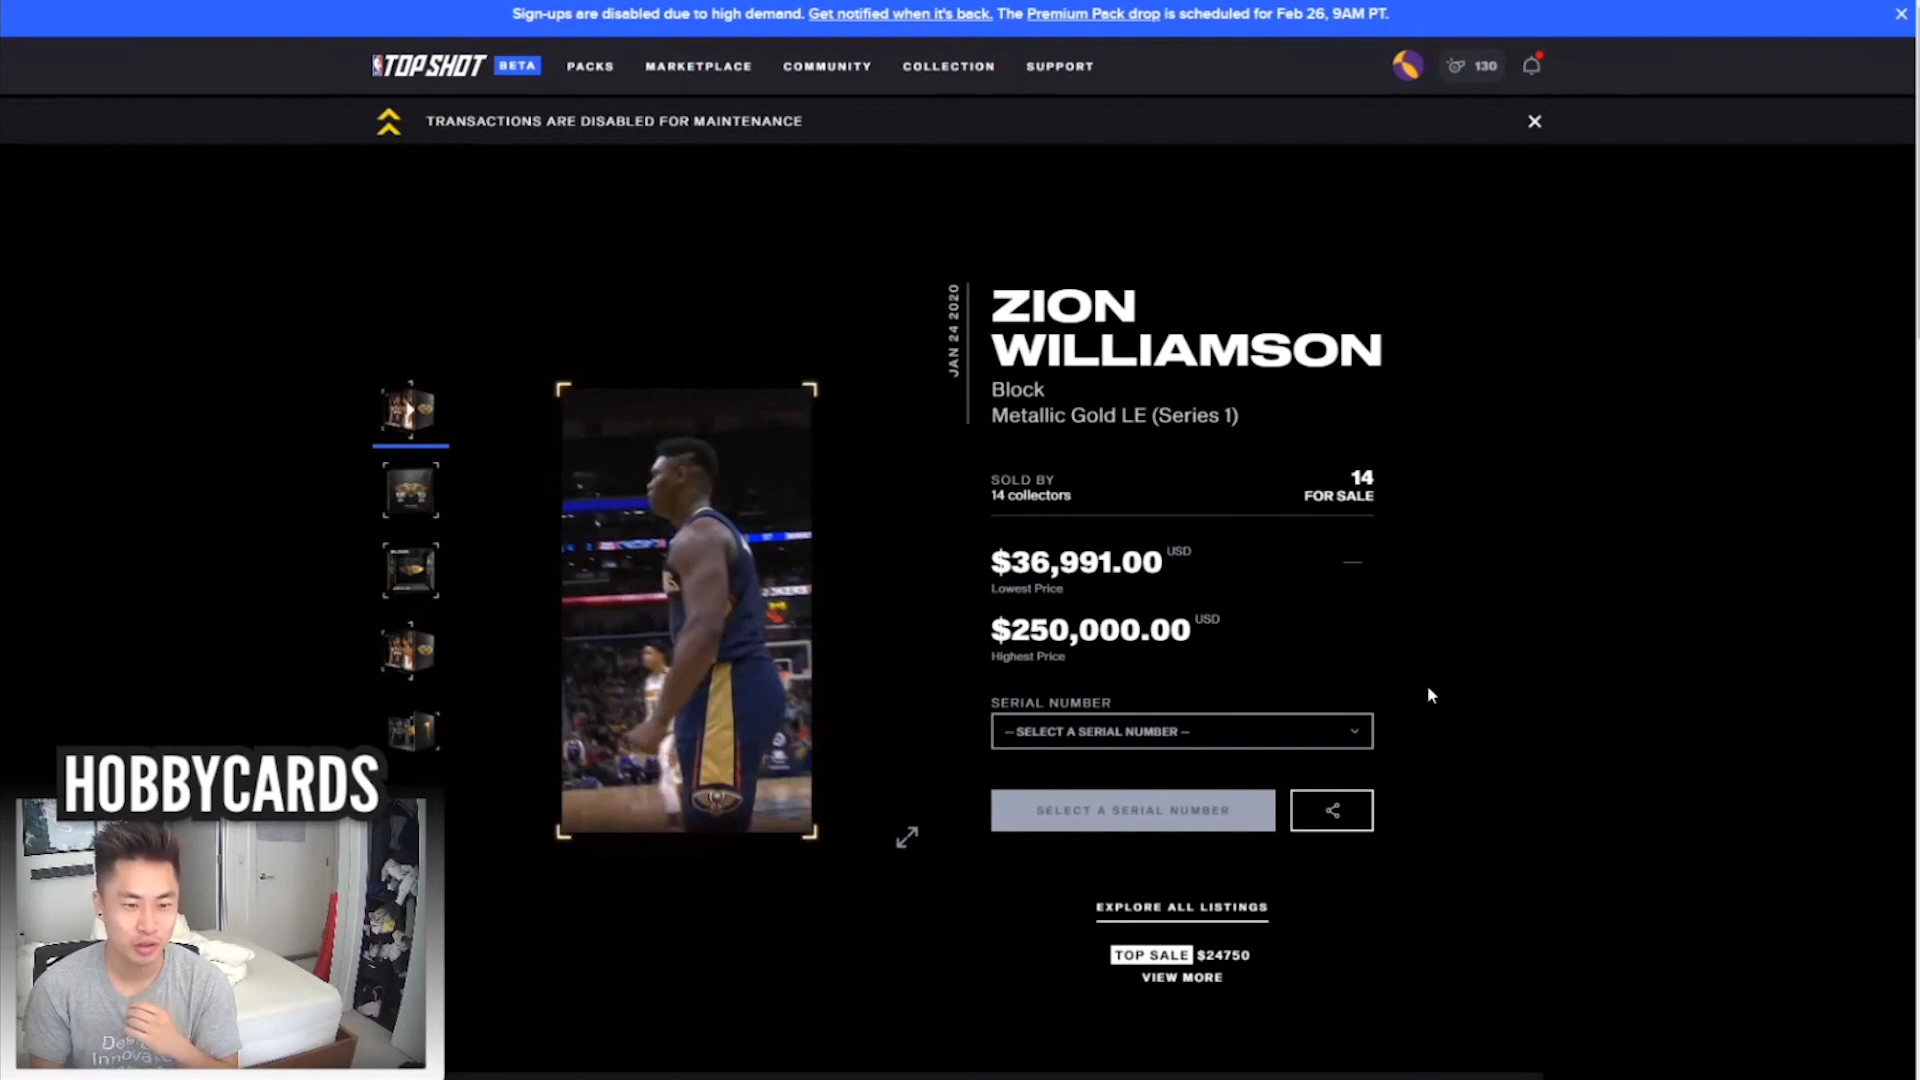 Sign-ups are disabled due to high demand. Get notified when it's back. The Premium Pack drop is scheduled for Feb 26, 9AM PT.
TOP SHOT BETA PACKS MARKETPLACE COMMUNITY COLLECTION SUPPORT 130
TRANSACTIONS ARE DISABLED FOR MAINTENANCE
JAN 24 2020
ZION
WILLIAMSON
Block
Metallic Gold LE (Series 1)
SOLD BY
14 collectors
14
FOR SALE
$36,991.00 USD
Lowest Price
$250,000.00 USD
Highest Price
SERIAL NUMBER
-- SELECT A SERIAL NUMBER --
SELECT A SERIAL NUMBER
EXPLORE ALL LISTINGS
TOP SALE $24750
VIEW MORE
HOBBYCARDS